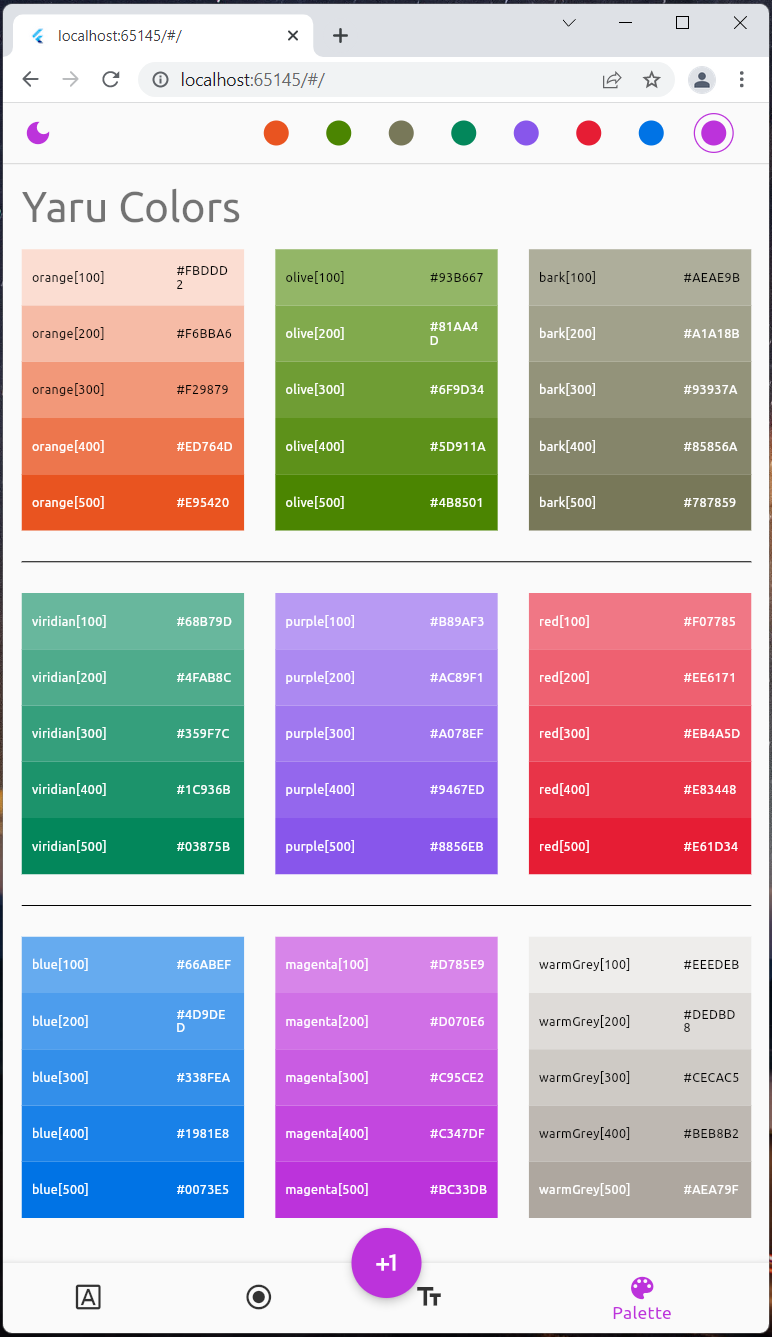 localhost:65145/#/
localhost:65145/#/
Yaru Colors
orange[100] #FBDDD
2
orange[200] #F6BBA6
orange[300] #F29879
orange[400] #ED764D
orange[500] #E95420
olive[100] #93B667
olive[200] #81AA4
D
olive[300] #6F9D34
olive[400] #5D911A
olive[500] #4B8501
bark[100] #AEAE9B
bark[200] #A1A18B
bark[300] #93937A
bark[400] #85856A
bark[500] #787859
viridian[100] #68B79D
viridian[200] #4FAB8C
viridian[300] #359F7C
viridian[400] #1C936B
viridian[500] #03875B
purple[100] #B89AF3
purple[200] #AC89F1
purple[300] #A078EF
purple[400] #9467ED
purple[500] #8856EB
red[100] #F07785
red[200] #EE6171
red[300] #EB4A5D
red[400] #E83448
red[500] #E61D34
blue[100] #66ABEF
blue[200] #4D9DE
D
blue[300] #338FEA
blue[400] #1981E8
blue[500] #0073E5
magenta[100] #D785E9
magenta[200] #D070E6
magenta[300] #C95CE2
magenta[400] #C347DF
magenta[500] #BC33DB
warmGrey[100] #EEEDEB
warmGrey[200] #DEDBD
8
warmGrey[300] #CECAC5
warmGrey[400] #BEB8B2
warmGrey[500] #AEA79F
+1
A
Tт
Palette